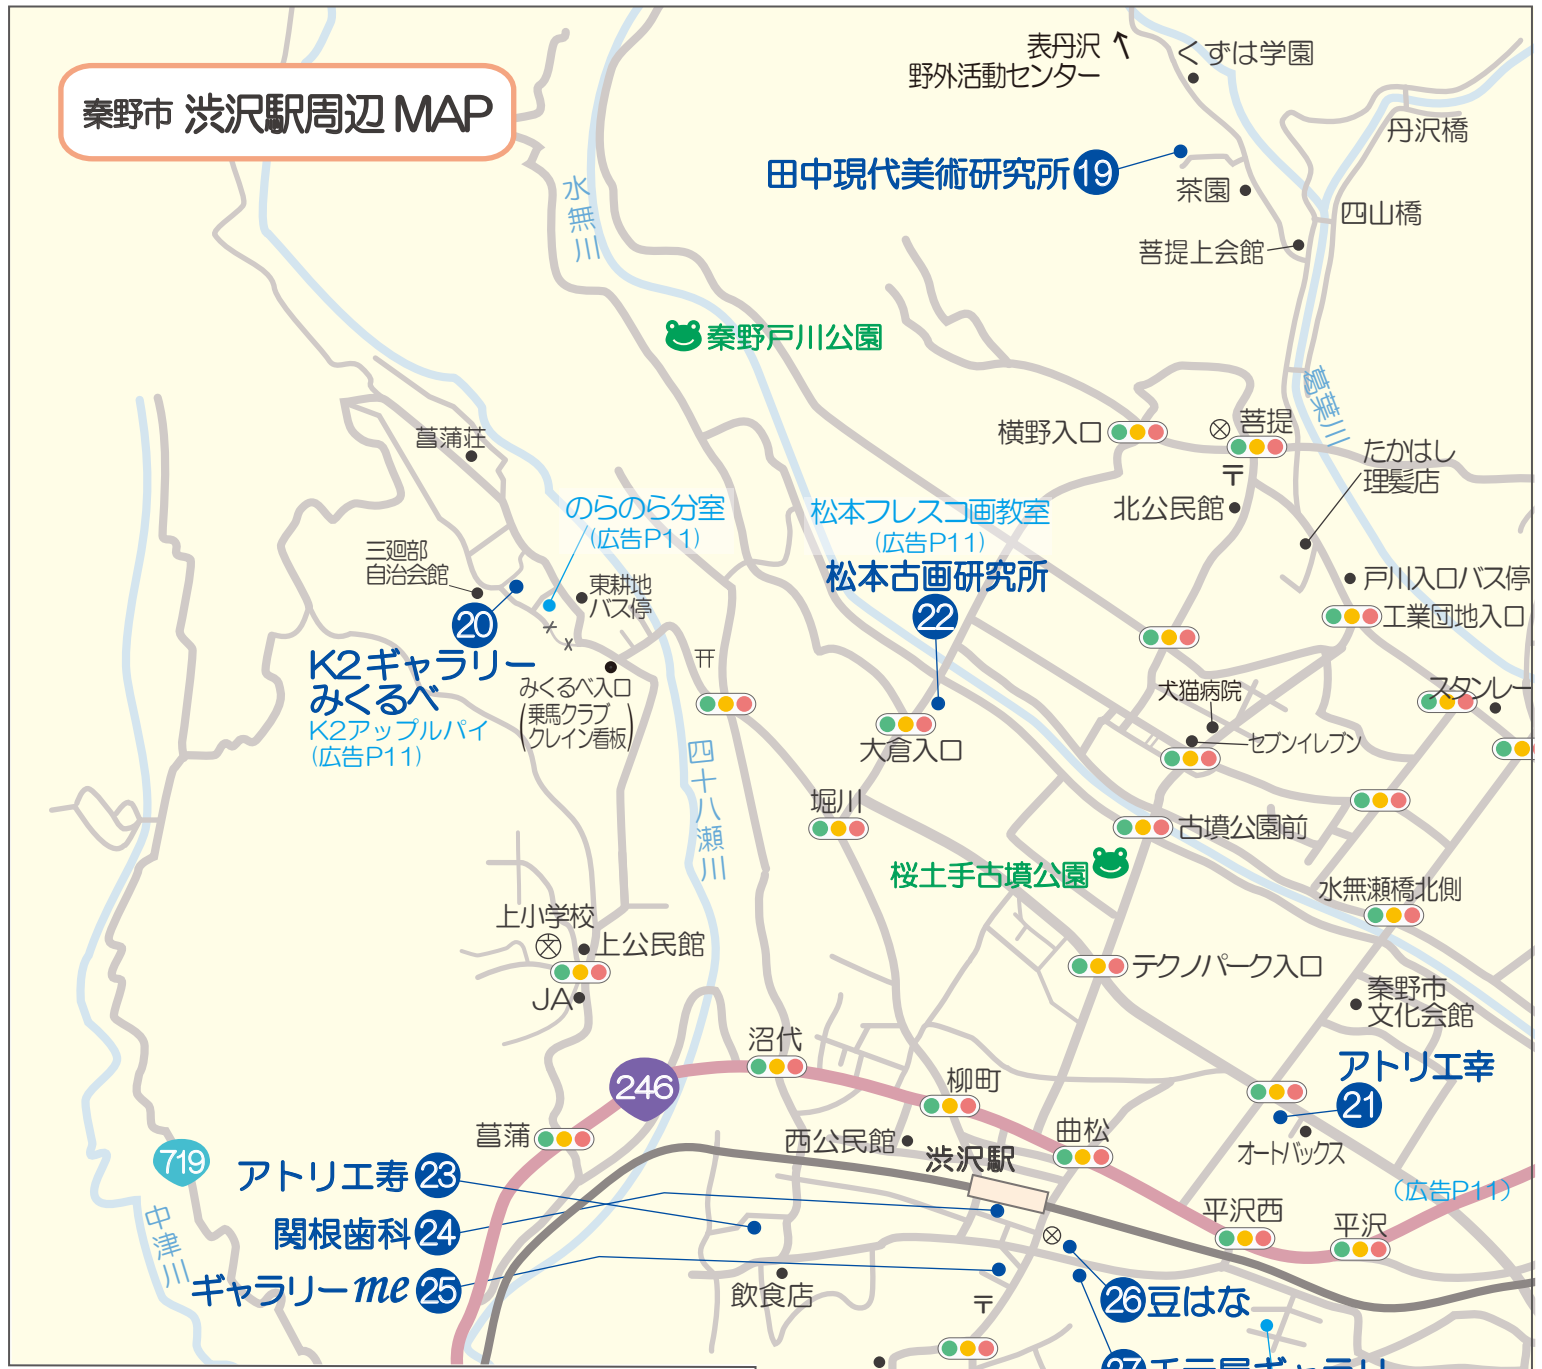 秦野市 渋沢駅周辺 MAP
表丹沢
野外活動センター
くずは学園
丹沢橋
田中現代美術研究所 19
茶園
四山橋
菩提上会館
水無川
秦野戸川公園
葛葉川
横野入口
菩提
〒
北公民館
たかはし
理髪店
菖蒲荘
のらのら分室
(広告P11)
松本フレスコ画教室
(広告P11)
松本古画研究所
22
三廻部
自治会館
東耕地
バス停
戸川入口バス停
工業団地入口
20
K2ギャラリー
みくるべ
K2アップルパイ
(広告P11)
みくるべ入口
(乗馬クラブ
クレイン看板)
犬猫病院
スタンレー
セブンイレブン
大倉入口
四十八瀬川
堀川
古墳公園前
桜土手古墳公園
水無瀬橋北側
上小学校
文
上公民館
JA
テクノパーク入口
秦野市
文化会館
沼代
246
柳町
アトリエ幸
21
菖蒲
西公民館
曲松
オートバックス
渋沢駅
719
アトリエ寿 23
(広告P11)
中津川
関根歯科 24
平沢西
平沢
ギャラリーme 25
飲食店
〒
26 豆はな